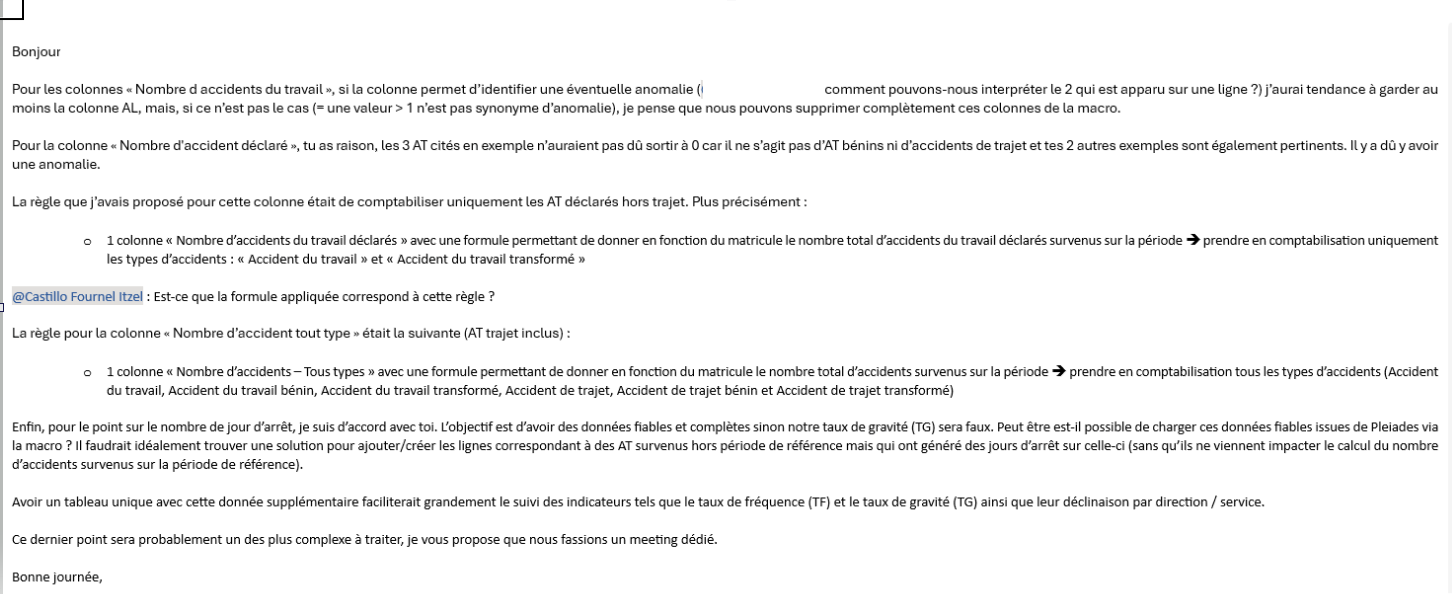 Bonjour
Pour les colonnes « Nombre d accidents du travail », si la colonne permet d'identifier une éventuelle anomalie ( comment pouvons-nous interpréter le 2 qui est apparu sur une ligne ?) j'aurai tendance à garder au
moins la colonne AL, mais, si ce n'est pas le cas (= une valeur > 1 n'est pas synonyme d'anomalie), je pense que nous pouvons supprimer complètement ces colonnes de la macro.
Pour la colonne « Nombre d'accident déclaré », tu as raison, les 3 AT cités en exemple n'auraient pas dû sortir à 0 car il ne s'agit pas d'AT bénins ni d'accidents de trajet et tes 2 autres exemples sont également pertinents. Il y a dû y avoir
une anomalie.
La règle que j'avais proposé pour cette colonne était de comptabiliser uniquement les AT déclarés hors trajet. Plus précisément :
o 1 colonne « Nombre d'accidents du travail déclarés » avec une formule permettant de donner en fonction du matricule le nombre total d'accidents du travail déclarés survenus sur la période ➔ prendre en comptabilisation uniquement
les types d'accidents : « Accident du travail » et « Accident du travail transformé »
@Castillo Fournel Itzel : Est-ce que la formule appliquée correspond à cette règle ?
La règle pour la colonne « Nombre d'accident tout type » était la suivante (AT trajet inclus) :
o 1 colonne « Nombre d'accidents – Tous types » avec une formule permettant de donner en fonction du matricule le nombre total d'accidents survenus sur la période ➔ prendre en comptabilisation tous les types d'accidents (Accident
du travail, Accident du travail bénin, Accident du travail transformé, Accident de trajet, Accident de trajet bénin et Accident de trajet transformé)
Enfin, pour le point sur le nombre de jour d'arrêt, je suis d'accord avec toi. L'objectif est d'avoir des données fiables et complètes sinon notre taux de gravité (TG) sera faux. Peut être est-il possible de charger ces données fiables issues de Pleiades via
la macro ? Il faudrait idéalement trouver une solution pour ajouter/créer les lignes correspondant à des AT survenus hors période de référence mais qui ont généré des jours d'arrêt sur celle-ci (sans qu'ils ne viennent impacter le calcul du nombre
d'accidents survenus sur la période de référence).
Avoir un tableau unique avec cette donnée supplémentaire faciliterait grandement le suivi des indicateurs tels que le taux de fréquence (TF) et le taux de gravité (TG) ainsi que leur déclinaison par direction / service.
Ce dernier point sera probablement un des plus complexe à traiter, je vous propose que nous fassions un meeting dédié.
Bonne journée,